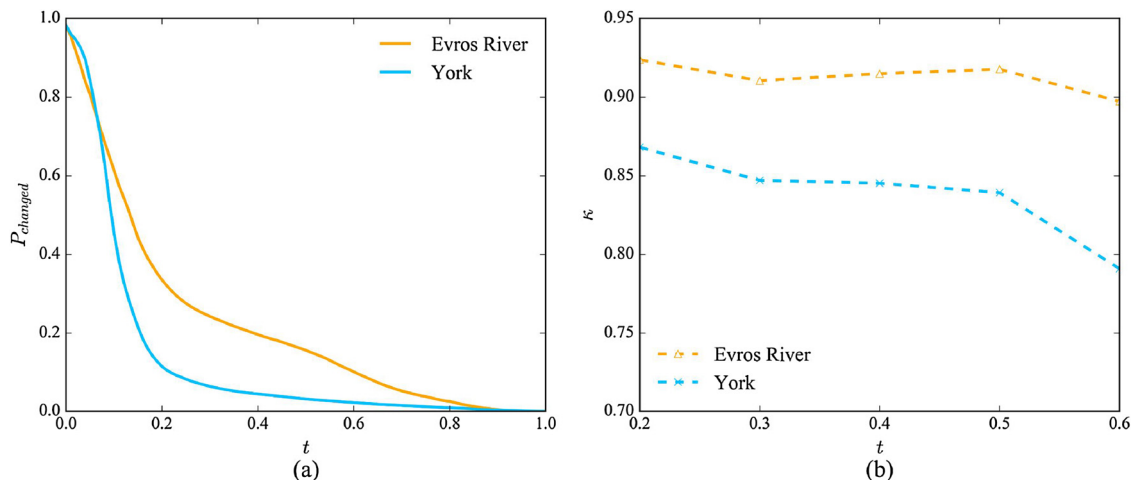 1.0
0.8
0.6
0.4
0.2
0.0
P_changed
Evros River
York
0.0 0.2 0.4 0.6 0.8 1.0
t
(a)
0.95
0.90
0.85
0.80
0.75
0.70
κ
Evros River
York
0.2 0.3 0.4 0.5 0.6
t
(b)